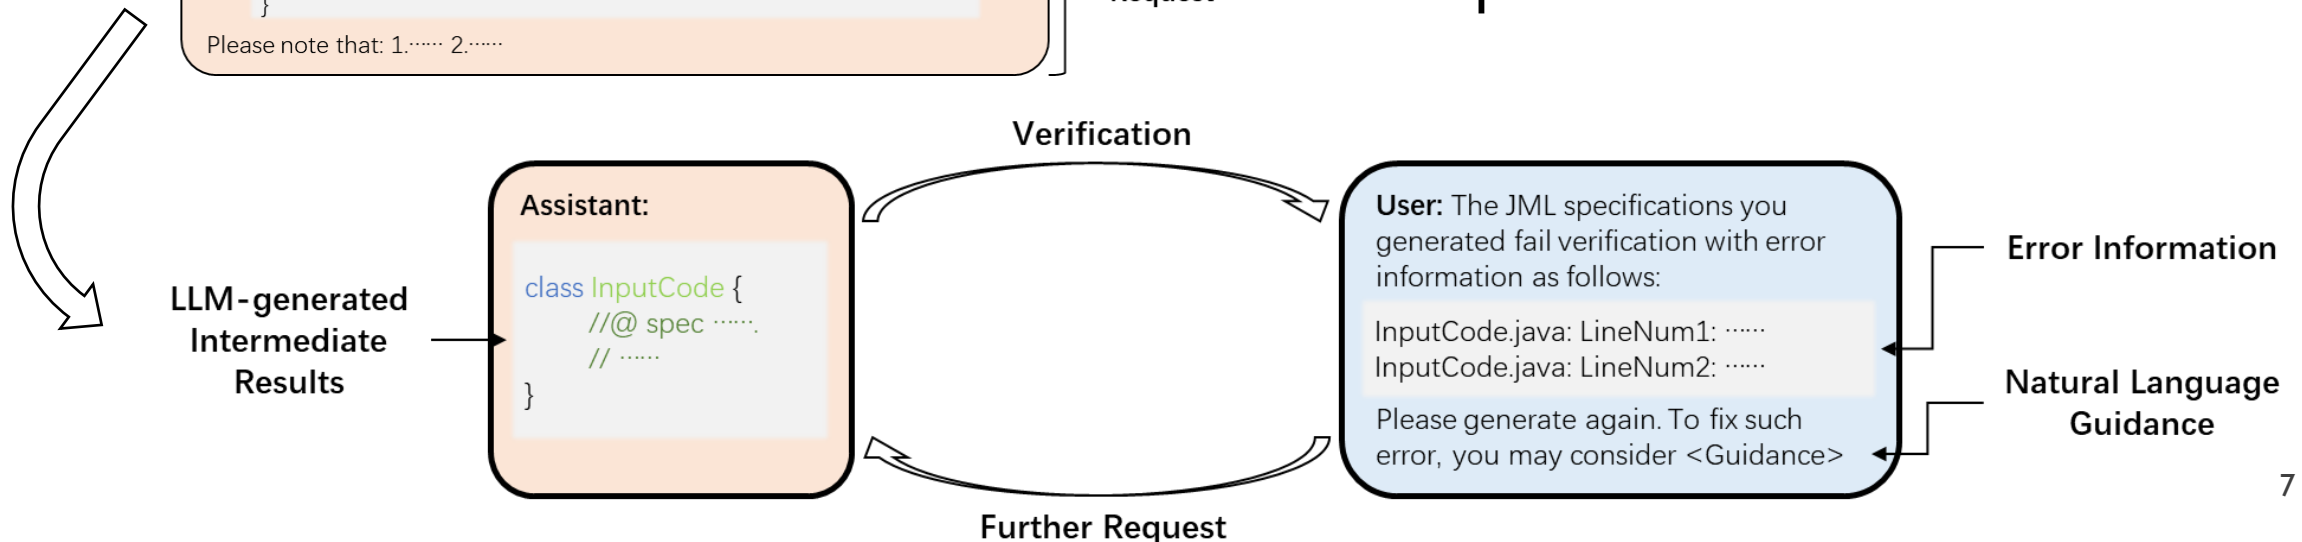 }
Request
Please note that: 1.…… 2.……
Verification
Assistant:
class InputCode {
//@ spec …….
// ……
}
LLM-generated
Intermediate
Results
User: The JML specifications you
generated fail verification with error
information as follows:
InputCode.java: LineNum1: ……
InputCode.java: LineNum2: ……
Please generate again. To fix such
error, you may consider <Guidance>
Error Information
Natural Language
Guidance
Further Request
7